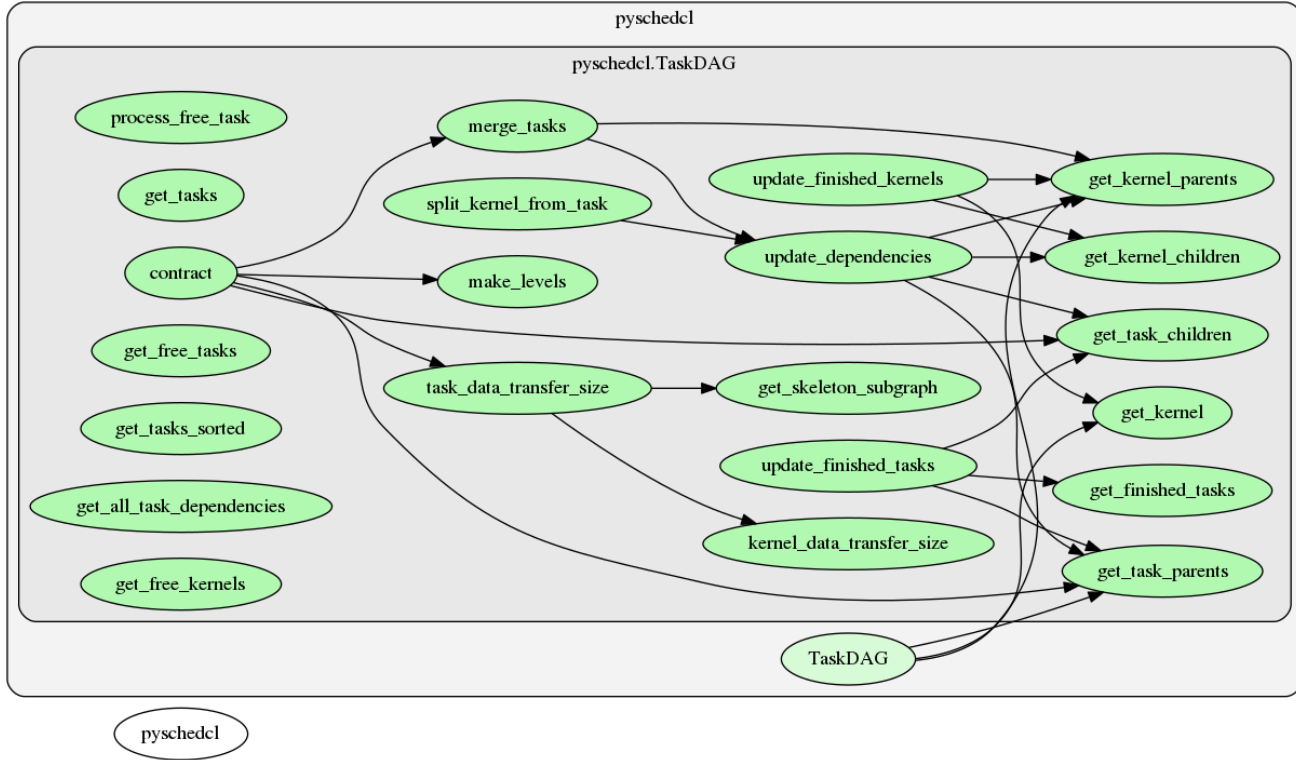 pyschedcl
pyschedcl.TaskDAG
process_free_task
get_tasks
contract
get_free_tasks
get_tasks_sorted
get_all_task_dependencies
get_free_kernels
merge_tasks
split_kernel_from_task
make_levels
task_data_transfer_size
update_finished_kernels
update_dependencies
get_skeleton_subgraph
update_finished_tasks
kernel_data_transfer_size
get_kernel_parents
get_kernel_children
get_task_children
get_kernel
get_finished_tasks
get_task_parents
TaskDAG
pyschedcl